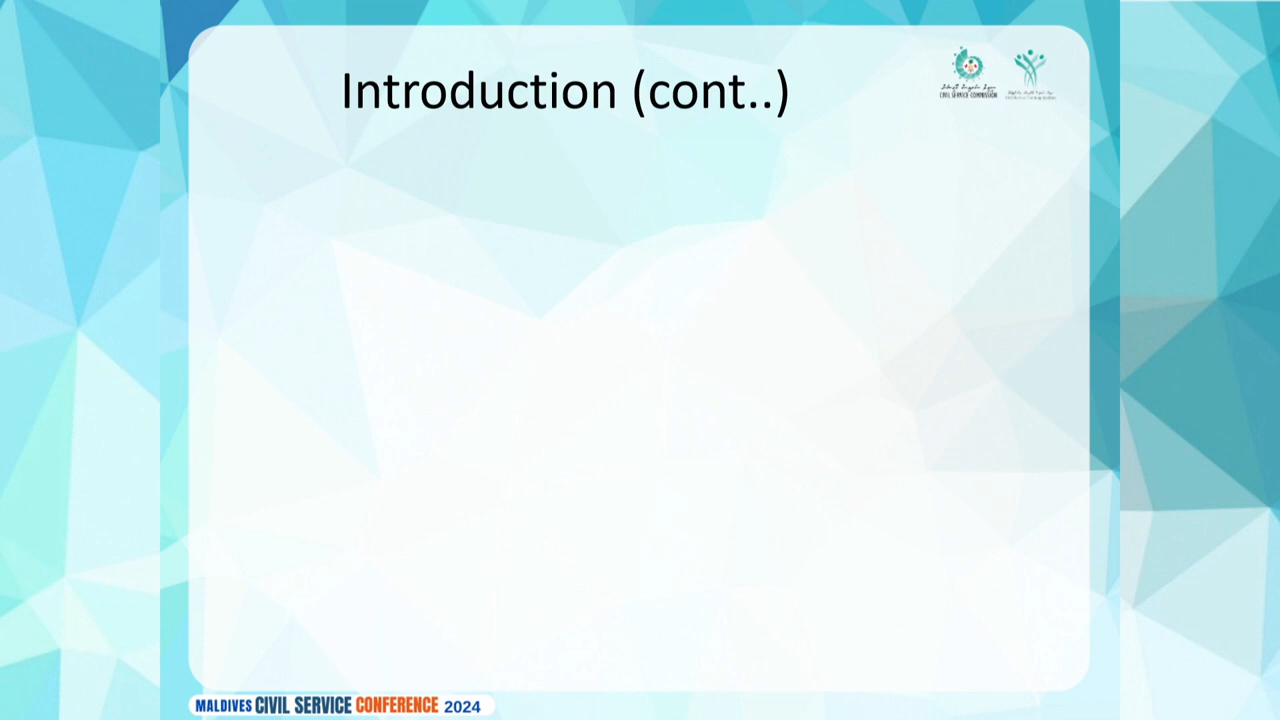 Introduction (cont..)
CIVIL SERVICE COMMISSION
MALDIVES CIVIL SERVICE CONFERENCE 2024